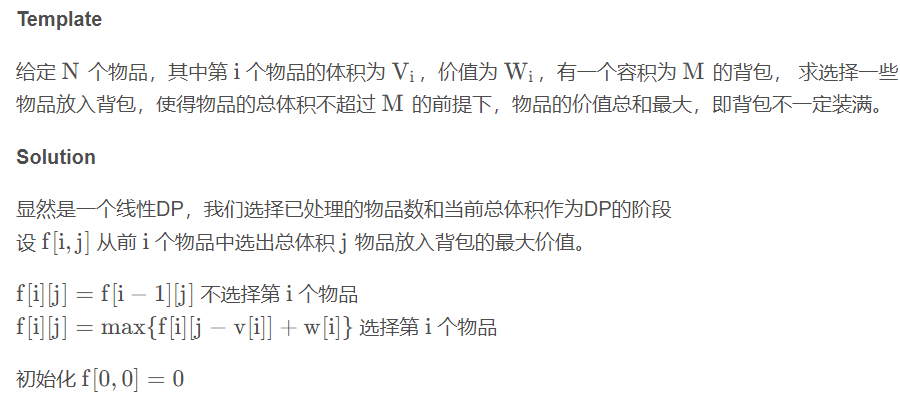 Template
给定 N 个物品，其中第 i 个物品的体积为 Vᵢ ，价值为 Wᵢ ，有一个容积为 M 的背包， 求选择一些
物品放入背包，使得物品的总体积不超过 M 的前提下，物品的价值总和最大，即背包不一定装满。
Solution
显然是一个线性DP，我们选择已处理的物品数和当前总体积作为DP的阶段
设 f[i,j] 从前 i 个物品中选出总体积 j 物品放入背包的最大价值。
f[i][j] = f[i − 1][j] 不选择第 i 个物品
f[i][j] = max{f[i][j − v[i]] + w[i]} 选择第 i 个物品
初始化 f[0,0] = 0